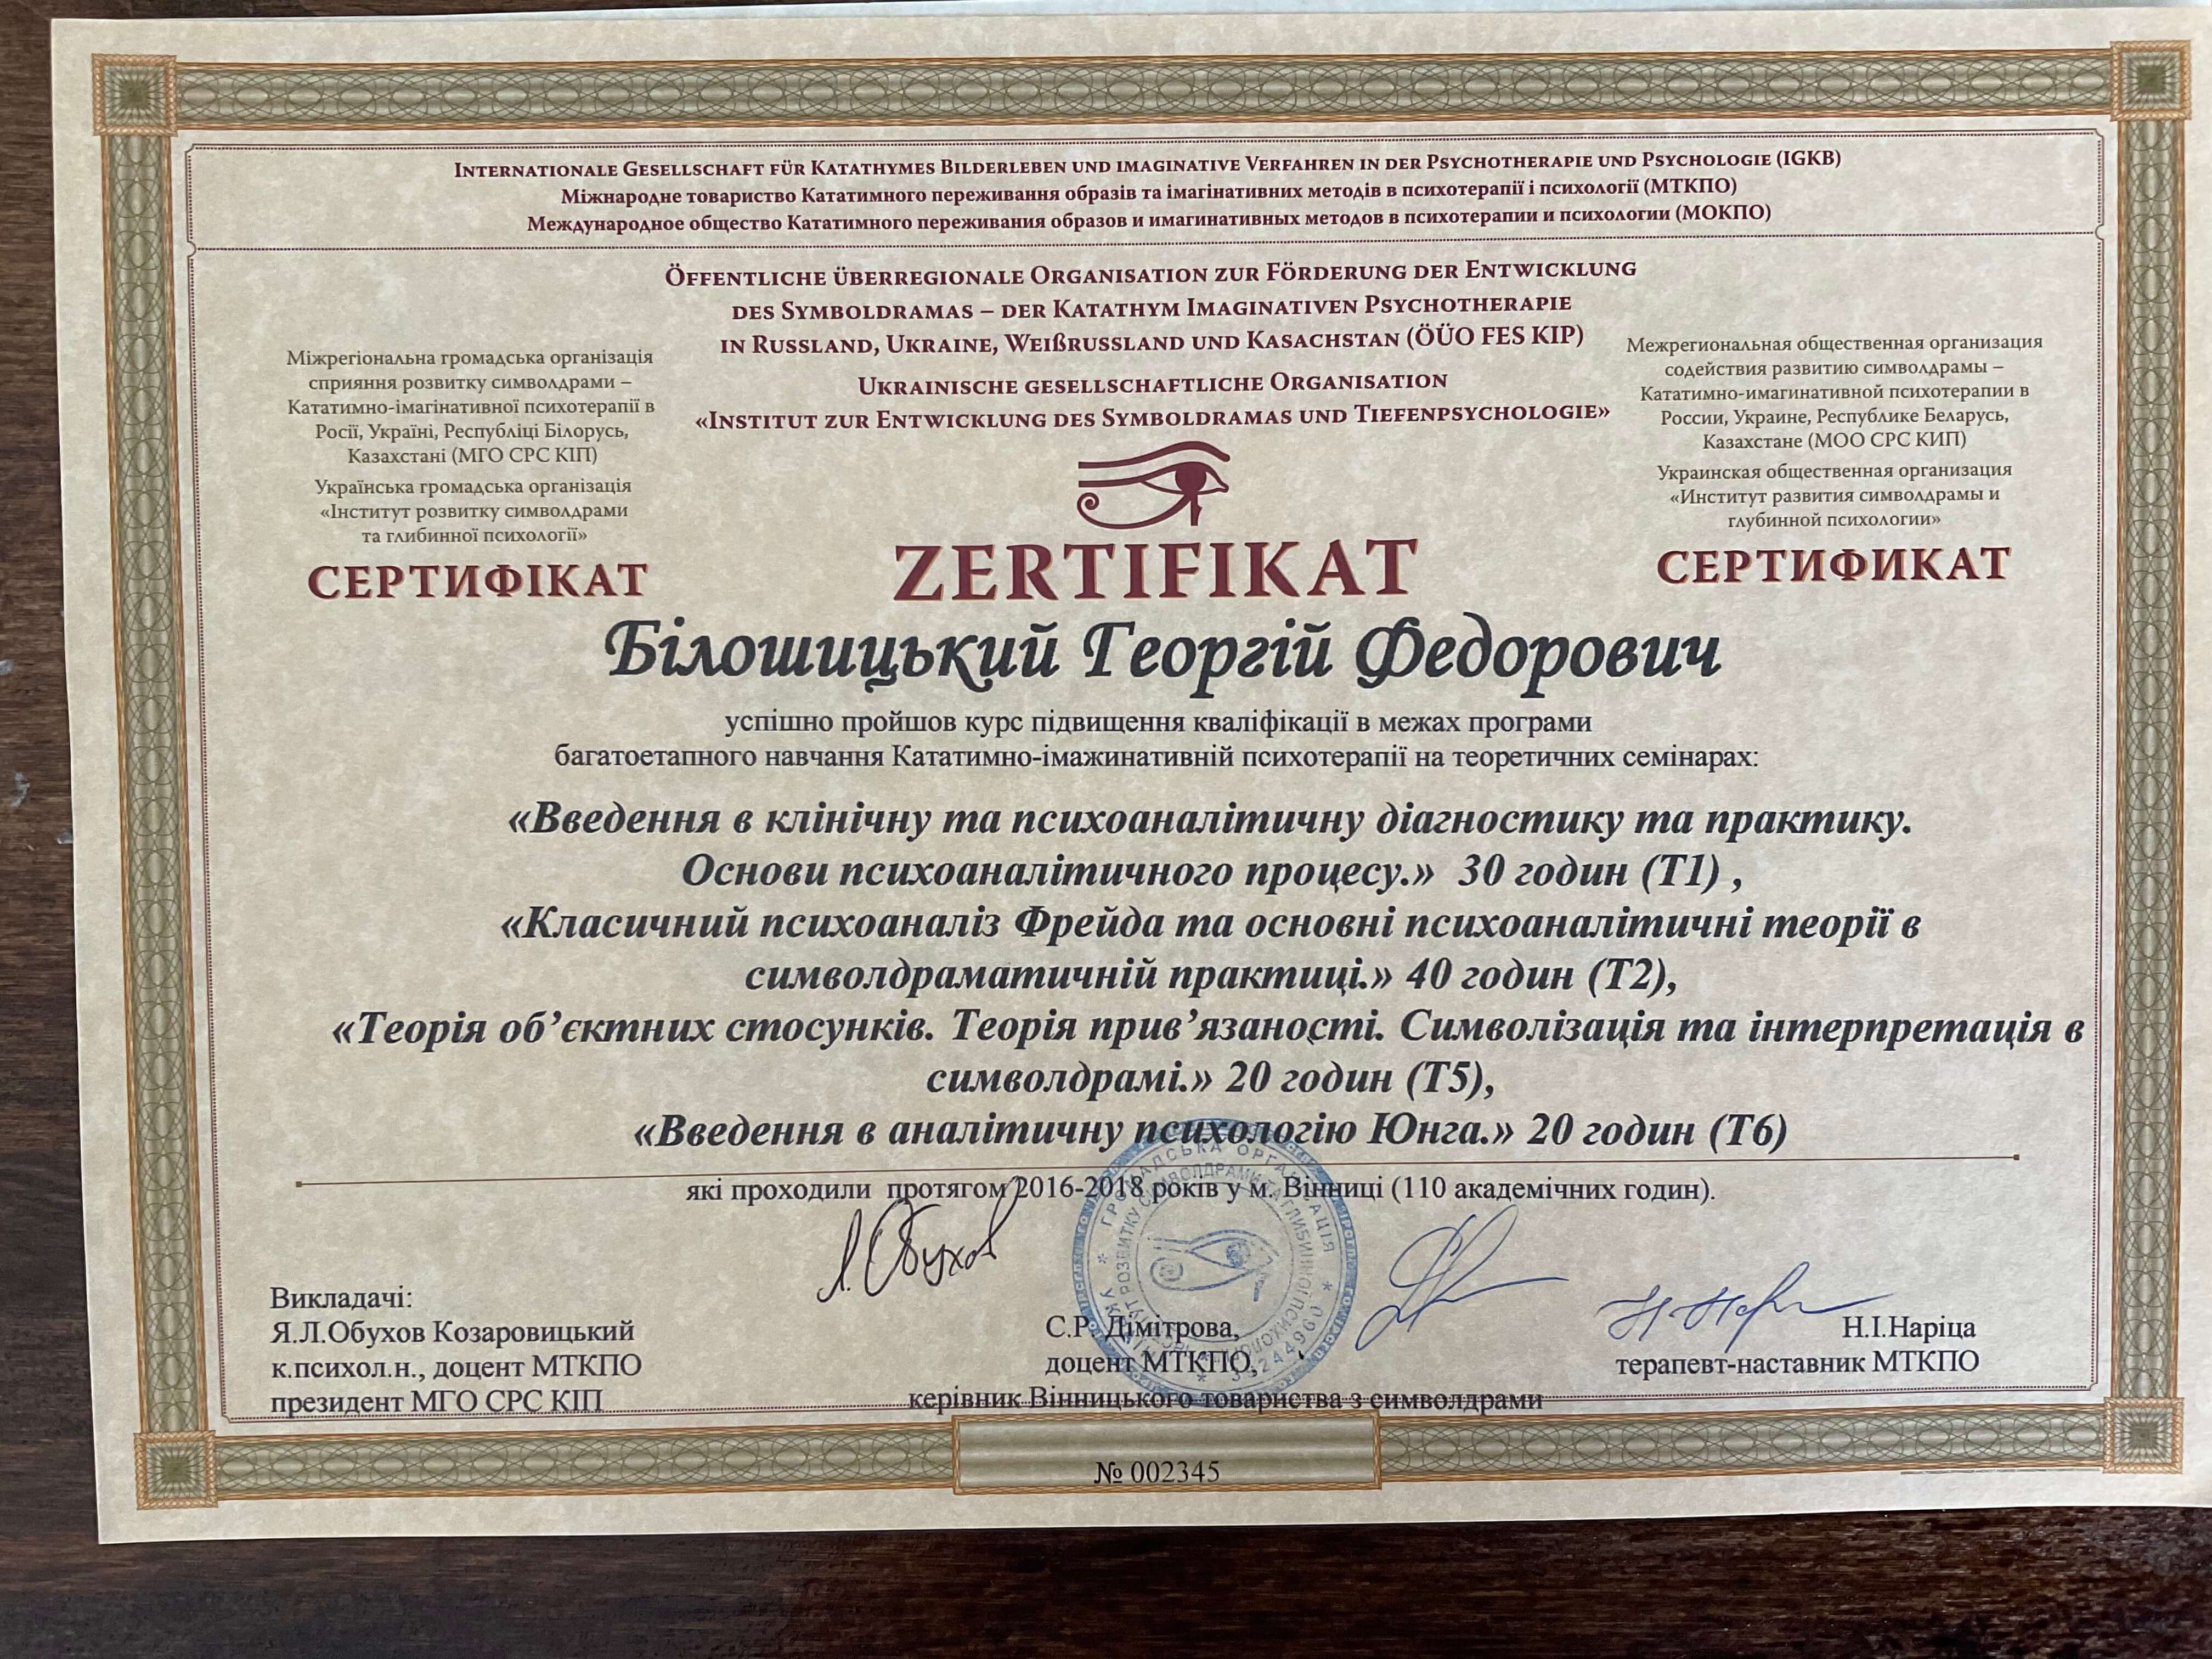 Internationale Gesellschaft für Katathymes Bilderleben und imaginative Verfahren in der Psychotherapie und Psychologie (IGKB)
Міжнародне товариство Кататимного переживання образів та імагінативних методів в психотерапії і психології (МТКПО)
Международное общество Кататимного переживания образов и имагинативных методов в психотерапии и психологии (МОКПО)
Öffentliche überregionale Organisation zur Förderung der Entwicklung
des Symboldramas – der Katathym Imaginativen Psychotherapie
in Russland, Ukraine, Weißrussland und Kasachstan (ÖÜO FES KIP)
Ukrainische gesellschaftliche Organisation
«Institut zur Entwicklung des Symboldramas und Tiefenpsychologie»
Міжрегіональна громадська організація
сприяння розвитку символдрами –
Кататимно-імагінативної психотерапії в
Росії, Україні, Республіці Білорусь,
Казахстані (МГО СРС КІП)
Українська громадська організація
«Інститут розвитку символдрами
та глибинної психології»
СЕРТИФІКАТ
Межрегиональная общественная организация
содействия развитию символдрамы –
Кататимно-имагинативной психотерапии в
России, Украине, Республике Беларусь,
Казахстане (МОО СРС КИП)
Украинская общественная организация
«Институт развития символдрамы и
глубинной психологии»
СЕРТИФИКАТ
ZERTIFIKAT
Білошицький Георгій Федорович
успішно пройшов курс підвищення кваліфікації в межах програми
багатоетапного навчання Кататимно-імажинативній психотерапії на теоретичних семінарах:
«Введення в клінічну та психоаналітичну діагностику та практику.
Основи психоаналітичного процесу.» 30 годин (Т1) ,
«Класичний психоаналіз Фрейда та основні психоаналітичні теорії в
символдраматичній практиці.» 40 годин (Т2),
«Теорія об’єктних стосунків. Теорія прив’язаності. Символізація та інтерпретація в
символдрамі.» 20 годин (Т5),
«Введення в аналітичну психологію Юнга.» 20 годин (Т6)
які проходили протягом 2016-2018 років у м. Вінниці (110 академічних годин).
Я. Обухов
Викладачі:
Я.Л.Обухов Козаровицький
к.психол.н., доцент МТКПО
президент МГО СРС КІП
С.Р. Дімітрова,
доцент МТКПО,
керівник Вінницького товариства з символдрами
Н.І.Наріца
терапевт-наставник МТКПО
ГРОМАДСЬКА ОРГАНІЗАЦІЯ
РОЗВИТКУ СИМВОЛДРАМИ ТА ГЛИБИННОЇ
№ 002345